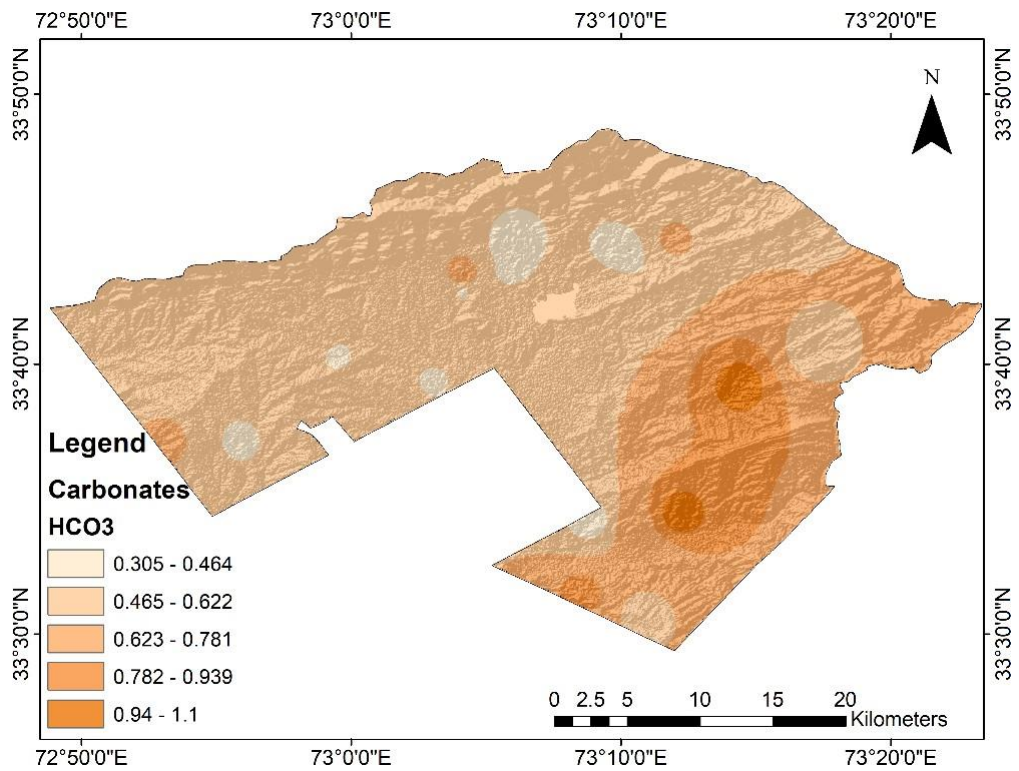 72°50'0"E 73°0'0"E 73°10'0"E 73°20'0"E
33°50'0"N 33°50'0"N
N
33°40'0"N 33°40'0"N
Legend
Carbonates
HCO3
0.305 - 0.464
0.465 - 0.622
0.623 - 0.781
0.782 - 0.939
0.94 - 1.1
33°30'0"N 33°30'0"N
0 2.5 5 10 15 20
Kilometers
72°50'0"E 73°0'0"E 73°10'0"E 73°20'0"E